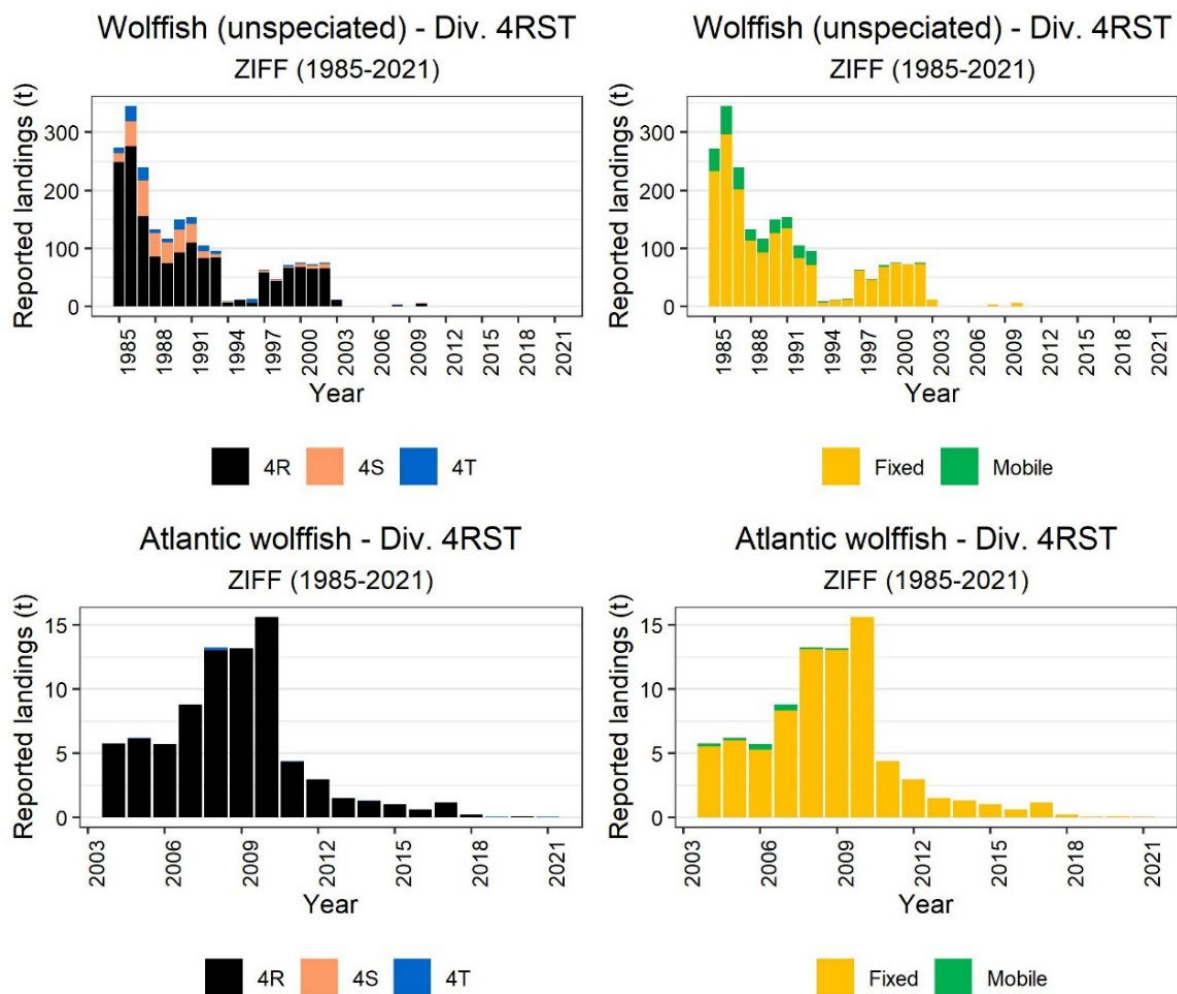 Wolffish (unspeciated) - Div. 4RST
ZIFF (1985-2021)
Reported landings (t)
300
200
100
0
1985
1988
1991
1994
1997
2000
2003
2006
2009
2012
2015
2018
2021
Year
4R 4S 4T
Wolffish (unspeciated) - Div. 4RST
ZIFF (1985-2021)
Reported landings (t)
300
200
100
0
1985
1988
1991
1994
1997
2000
2003
2006
2009
2012
2015
2018
2021
Year
Fixed Mobile
Atlantic wolffish - Div. 4RST
ZIFF (1985-2021)
Reported landings (t)
15
10
5
0
2003
2006
2009
2012
2015
2018
2021
Year
4R 4S 4T
Atlantic wolffish - Div. 4RST
ZIFF (1985-2021)
Reported landings (t)
15
10
5
0
2003
2006
2009
2012
2015
2018
2021
Year
Fixed Mobile